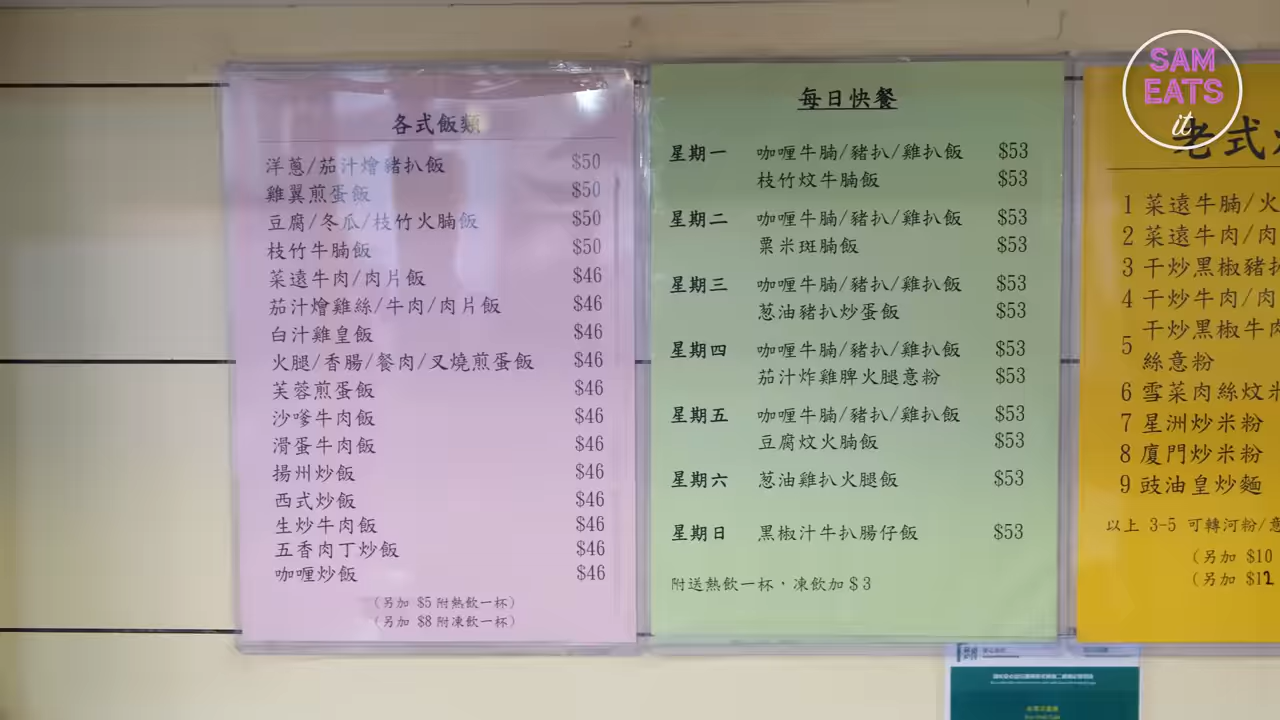 SAM
EATS
it
各式飯類
洋蔥/茄汁燴豬扒飯 $50
雞翼煎蛋飯 $50
豆腐/冬瓜/枝竹火腩飯 $50
枝竹牛腩飯 $50
菜遠牛肉/肉片飯 $46
茄汁燴雞絲/牛肉/肉片飯 $46
白汁雞皇飯 $46
火腿/香腸/餐肉/叉燒煎蛋飯 $46
芙蓉煎蛋飯 $46
沙嗲牛肉飯 $46
滑蛋牛肉飯 $46
揚州炒飯 $46
西式炒飯 $46
生炒牛肉飯 $46
五香肉丁炒飯 $46
咖喱炒飯 $46
(另加 $5 附熱飲一杯)
(另加 $8 附凍飲一杯)
每日快餐
星期一 咖喱牛腩/豬扒/雞扒飯 $53
枝竹炆牛腩飯 $53
星期二 咖喱牛腩/豬扒/雞扒飯 $53
粟米斑腩飯 $53
星期三 咖喱牛腩/豬扒/雞扒飯 $53
葱油豬扒炒蛋飯 $53
星期四 咖喱牛腩/豬扒/雞扒飯 $53
茄汁炸雞脾火腿意粉 $53
星期五 咖喱牛腩/豬扒/雞扒飯 $53
豆腐炆火腩飯 $53
星期六 葱油雞扒火腿飯 $53
星期日 黑椒汁牛扒腸仔飯 $53
附送熱飲一杯，凍飲加＄3
老式
1 菜遠牛腩/火
2 菜遠牛肉/肉
3 干炒黑椒豬扒
4 干炒牛肉/肉
5 干炒黑椒牛肉
絲意粉
6 雪菜肉絲炆米
7 星洲炒米粉
8 廈門炒米粉
9 豉油皇炒麵
以上 3-5 可轉河粉/意
(另加 $10
(另加 $12